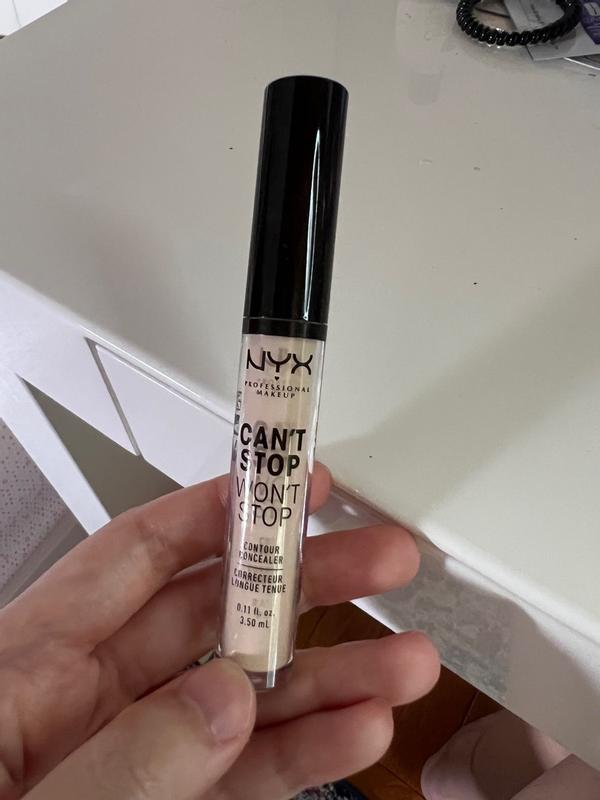 NYX
PROFESSIONAL
MAKEUP
CAN'T
STOP
WON'T
STOP
CONTOUR
CONCEALER
CORRECTEUR
LONGUE TENUE
0.11 fl. oz.
3.50 mL